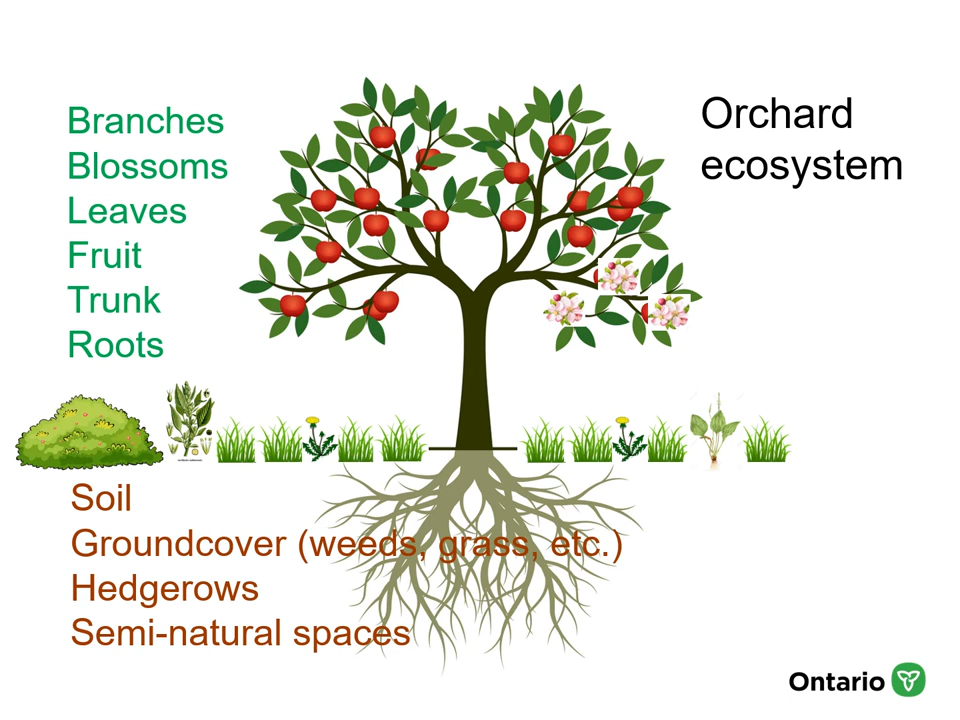 Orchard
ecosystem
Branches
Blossoms
Leaves
Fruit
Trunk
Roots
Soil
Groundcover (weeds, grass, etc.)
Hedgerows
Semi-natural spaces
Ontario